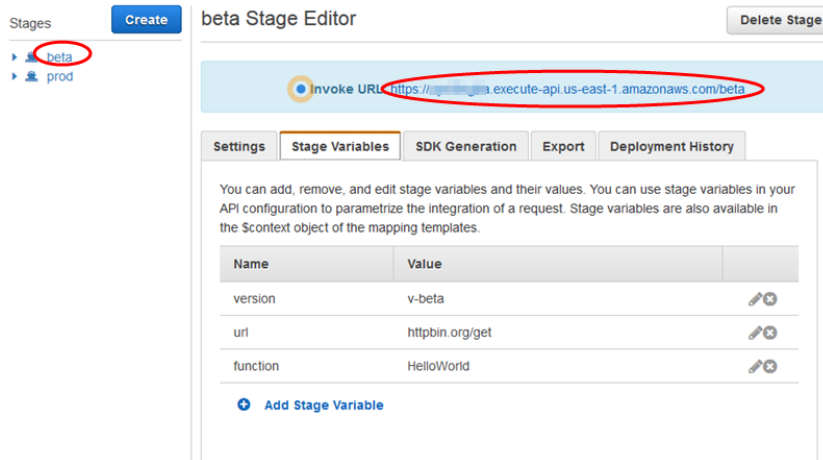 Stages
Create
beta
prod
beta Stage Editor
Delete Stage
Invoke URL: https:// a.execute-api.us-east-1.amazonaws.com/beta
Settings
Stage Variables
SDK Generation
Export
Deployment History
You can add, remove, and edit stage variables and their values. You can use stage variables in your
API configuration to parametrize the integration of a request. Stage variables are also available in
the $context object of the mapping templates.
Name Value
version v-beta
url httpbin.org/get
function HelloWorld
Add Stage Variable